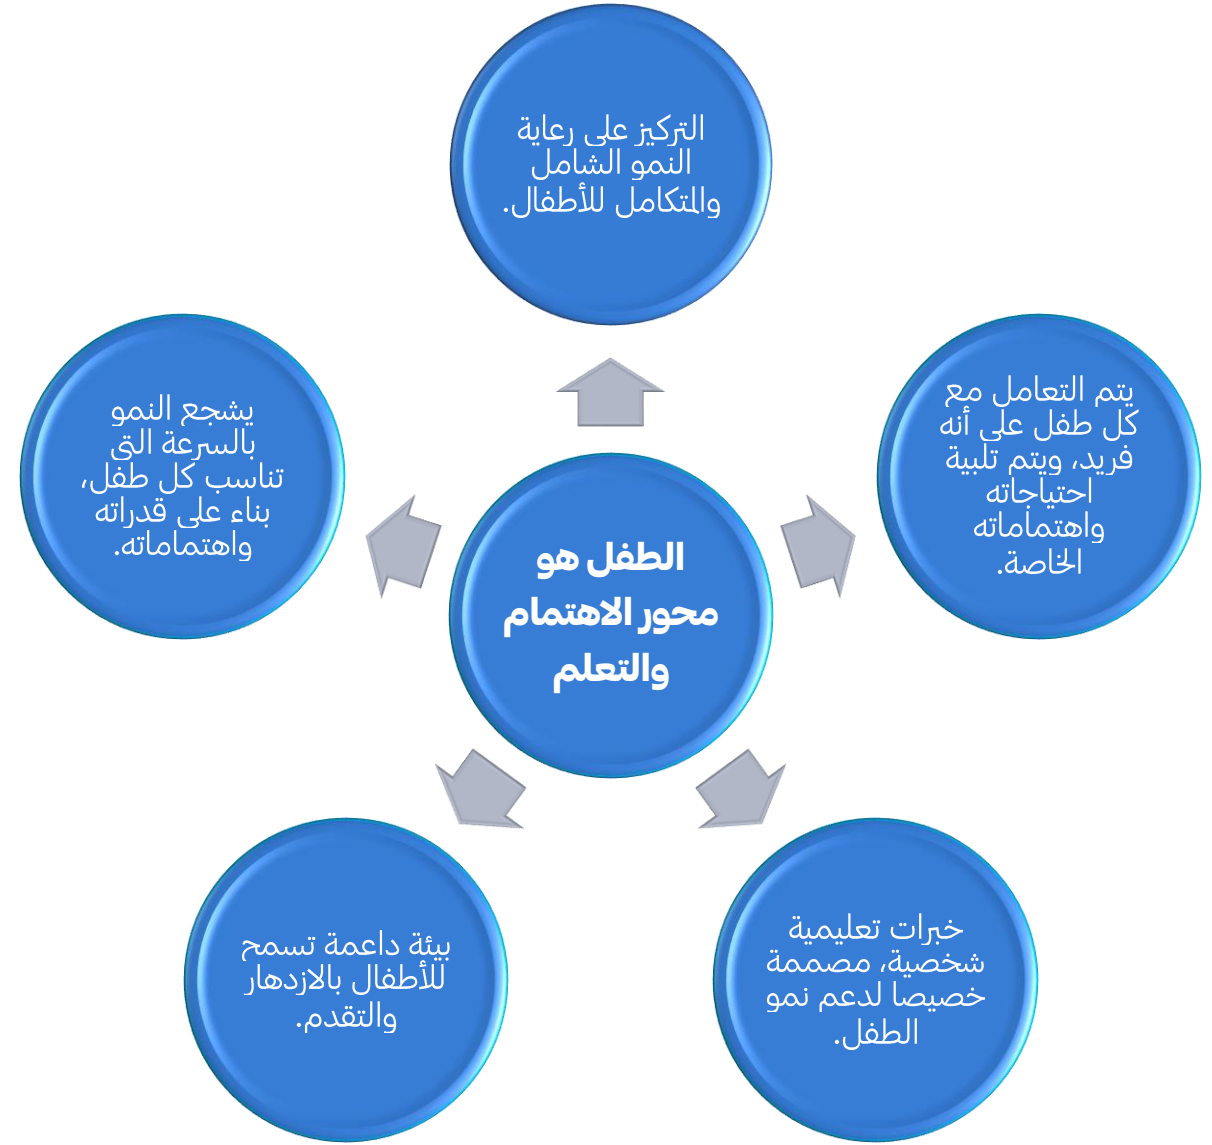 التركيز على رعاية
النمو الشامل
والمتكامل للأطفال.
يتم التعامل مع
كل طفل على أنه
فريد، ويتم تلبية
احتياجاته
واهتماماته
الخاصة.
يشجع النمو
بالسرعة التي
تناسب كل طفل،
بناء على قدراته
واهتماماته.
الطفل هو
محور الاهتمام
والتعلم
خبرات تعليمية
شخصية، مصممة
خصيصا لدعم نمو
الطفل.
بيئة داعمة تسمح
للأطفال بالازدهار
والتقدم.